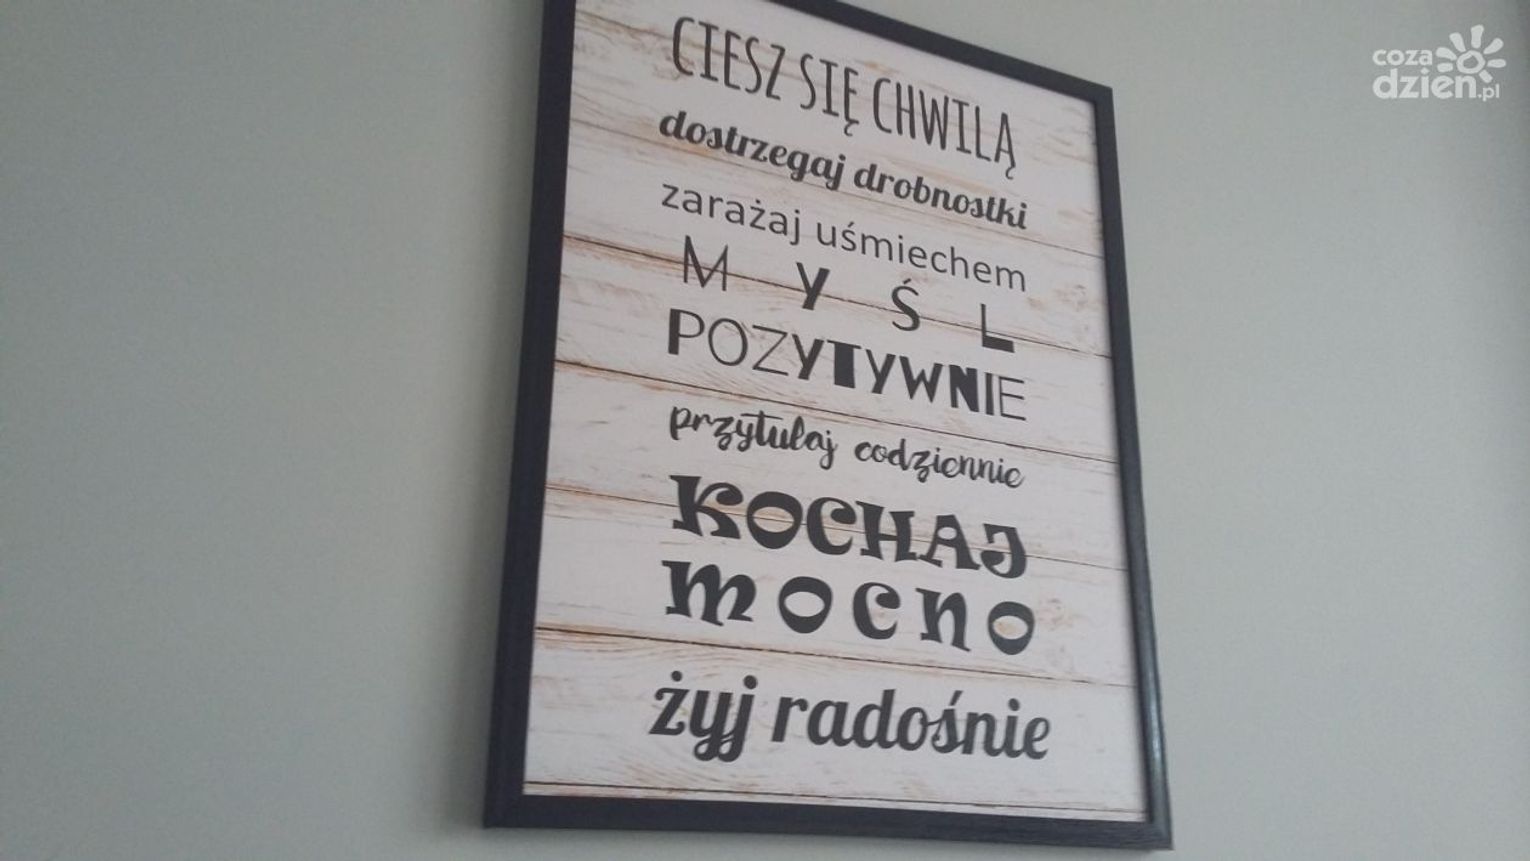 CIESZ SIĘ CHWILĄ
dostrzegaj drobnostki
zarażaj uśmiechem
MYŚL
POZYTYWNIE
przytulaj codziennie
KOCHAJ
MOCNO
żyj radośnie
coza
dzien.pl